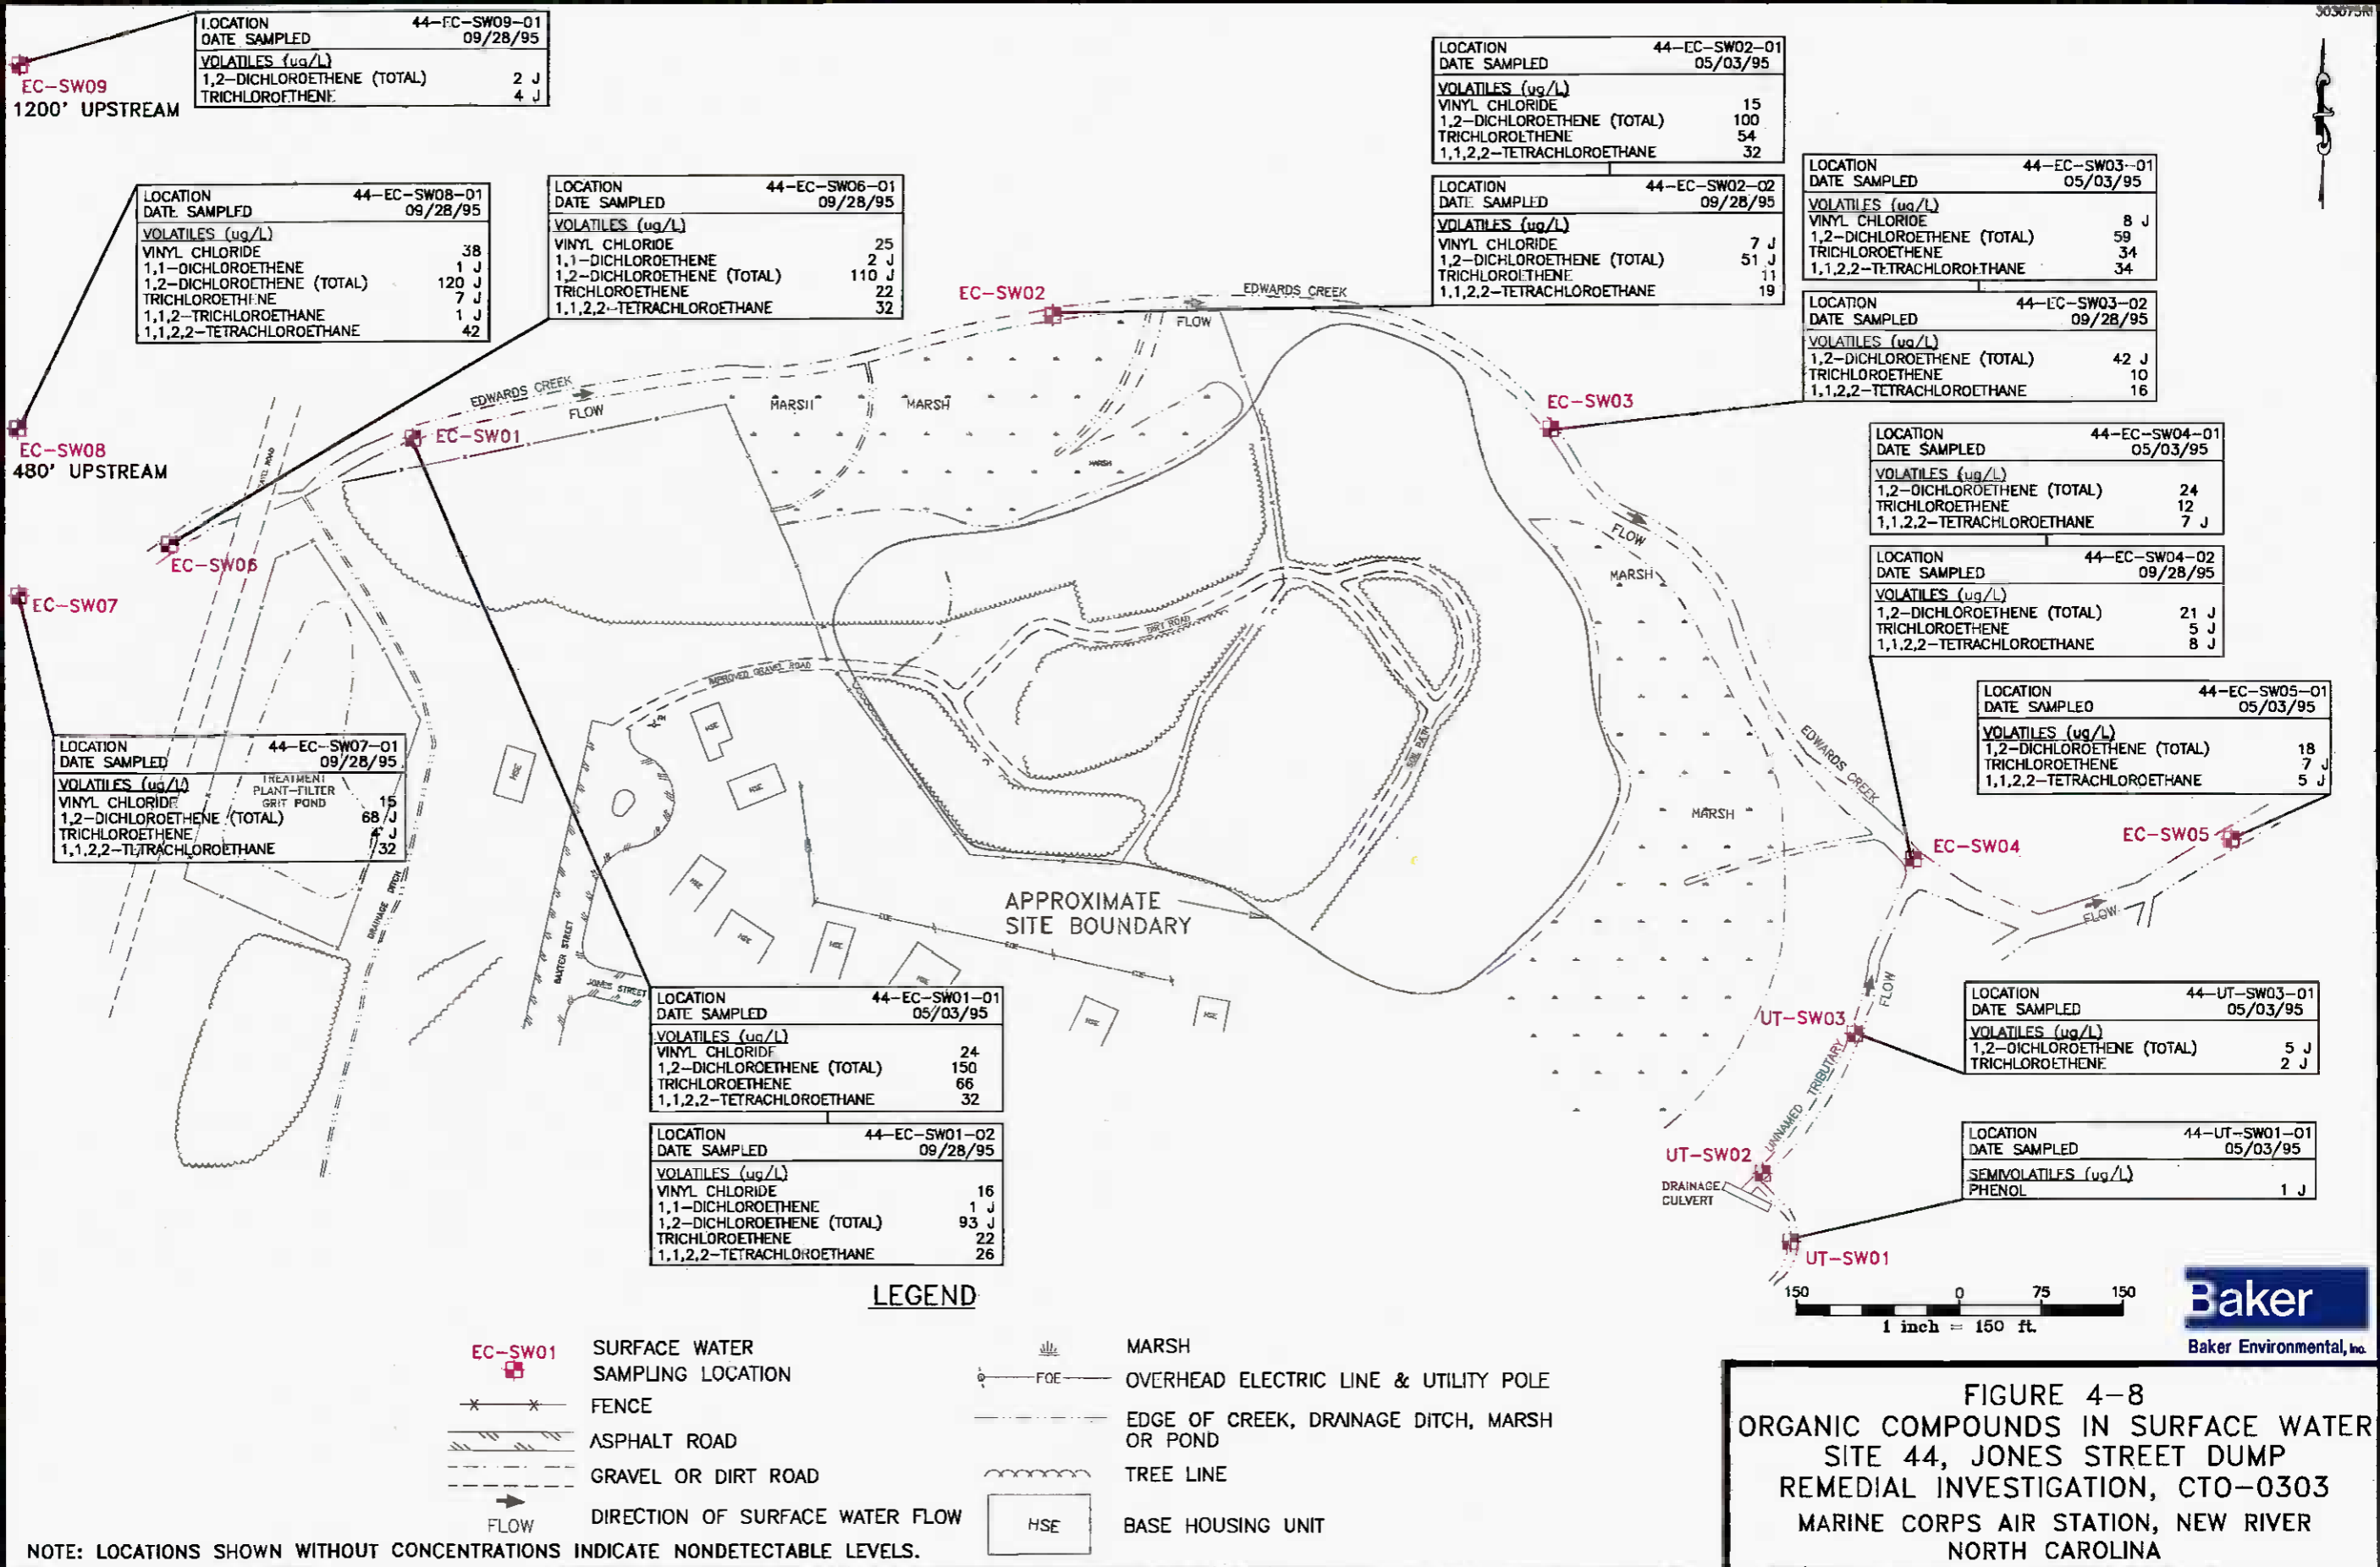 LOCATION 44-EC-SW09-01
DATE SAMPLED 09/28/95
VOLATILES (ug/L)
1,2-DICHLOROETHENE (TOTAL) 2 J
TRICHLOROETHENE 4 J
EC-SW09
1200' UPSTREAM
LOCATION 44-EC-SW08-01
DATE SAMPLED 09/28/95
VOLATILES (ug/L)
VINYL CHLORIDE 38
1,1-DICHLOROETHENE 1 J
1,2-DICHLOROETHENE (TOTAL) 120 J
TRICHLOROETHENE 7 J
1,1,2-TRICHLOROETHANE 1 J
1,1,2,2-TETRACHLOROETHANE 42
EC-SW08
480' UPSTREAM
LOCATION 44-EC-SW06-01
DATE SAMPLED 09/28/95
VOLATILES (ug/L)
VINYL CHLORIDE 25
1,1-DICHLOROETHENE 2 J
1,2-DICHLOROETHENE (TOTAL) 110 J
TRICHLOROETHENE 22
1,1,2,2-TETRACHLOROETHANE 32
LOCATION 44-EC-SW02-01
DATE SAMPLED 05/03/95
VOLATILES (ug/L)
VINYL CHLORIDE 15
1,2-DICHLOROETHENE (TOTAL) 100
TRICHLOROETHENE 54
1,1,2,2-TETRACHLOROETHANE 32
LOCATION 44-EC-SW02-02
DATE SAMPLED 09/28/95
VOLATILES (ug/L)
VINYL CHLORIDE 7 J
1,2-DICHLOROETHENE (TOTAL) 51 J
TRICHLOROETHENE 11
1,1,2,2-TETRACHLOROETHANE 19
LOCATION 44-EC-SW03-01
DATE SAMPLED 05/03/95
VOLATILES (ug/L)
VINYL CHLORIDE 8 J
1,2-DICHLOROETHENE (TOTAL) 59
TRICHLOROETHENE 34
1,1,2,2-TETRACHLOROETHANE 34
LOCATION 44-EC-SW03-02
DATE SAMPLED 09/28/95
VOLATILES (ug/L)
1,2-DICHLOROETHENE (TOTAL) 42 J
TRICHLOROETHENE 10
1,1,2,2-TETRACHLOROETHANE 16
LOCATION 44-EC-SW04-01
DATE SAMPLED 05/03/95
VOLATILES (ug/L)
1,2-DICHLOROETHENE (TOTAL) 24
TRICHLOROETHENE 12
1,1,2,2-TETRACHLOROETHANE 7 J
LOCATION 44-EC-SW04-02
DATE SAMPLED 09/28/95
VOLATILES (ug/L)
1,2-DICHLOROETHENE (TOTAL) 21 J
TRICHLOROETHENE 5 J
1,1,2,2-TETRACHLOROETHANE 8 J
LOCATION 44-EC-SW05-01
DATE SAMPLED 05/03/95
VOLATILES (ug/L)
1,2-DICHLOROETHENE (TOTAL) 18
TRICHLOROETHENE 7 J
1,1,2,2-TETRACHLOROETHANE 5 J
EC-SW02
EDWARDS CREEK
FLOW
EC-SW03
EDWARDS CREEK
FLOW
EC-SW01
MARSH
MARSH
MARSH
EC-SW06
EC-SW07
FLOW
MARSH
DIRT ROAD
IMPROVED GRAVEL ROAD
SOIL PATH
EDWARDS CREEK
MARSH
EC-SW04
EC-SW05
FLOW
LOCATION 44-EC-SW07-01
DATE SAMPLED 09/28/95
VOLATILES (ug/L)
VINYL CHLORIDE 15
1,2-DICHLOROETHENE (TOTAL) 68 J
TRICHLOROETHENE 4 J
1,1,2,2-TETRACHLOROETHANE 32
TREATMENT
PLANT-FILTER
GRIT POND
HSE
HSE
HSE
HSE
HSE
HSE
HSE
HSE
HSE
DRAINAGE DITCH
BAXTER STREET
JONES STREET
APPROXIMATE
SITE BOUNDARY
LOCATION 44-EC-SW01-01
DATE SAMPLED 05/03/95
VOLATILES (ug/L)
VINYL CHLORIDE 24
1,2-DICHLOROETHENE (TOTAL) 150
TRICHLOROETHENE 66
1,1,2,2-TETRACHLOROETHANE 32
LOCATION 44-EC-SW01-02
DATE SAMPLED 09/28/95
VOLATILES (ug/L)
VINYL CHLORIDE 16
1,1-DICHLOROETHENE 1 J
1,2-DICHLOROETHENE (TOTAL) 93 J
TRICHLOROETHENE 22
1,1,2,2-TETRACHLOROETHANE 26
FLOW
UT-SW03
UNNAMED TRIBUTARY
LOCATION 44-UT-SW03-01
DATE SAMPLED 05/03/95
VOLATILES (ug/L)
1,2-DICHLOROETHENE (TOTAL) 5 J
TRICHLOROETHENE 2 J
UT-SW02
DRAINAGE
CULVERT
UT-SW01
LOCATION 44-UT-SW01-01
DATE SAMPLED 05/03/95
SEMIVOLATILES (ug/L)
PHENOL 1 J
150 0 75 150
1 inch = 150 ft.
Baker
Baker Environmental, Inc.
LEGEND
EC-SW01 SURFACE WATER
SAMPLING LOCATION
FENCE
ASPHALT ROAD
GRAVEL OR DIRT ROAD
FLOW DIRECTION OF SURFACE WATER FLOW
MARSH
OVERHEAD ELECTRIC LINE & UTILITY POLE
EDGE OF CREEK, DRAINAGE DITCH, MARSH
OR POND
TREE LINE
HSE BASE HOUSING UNIT
NOTE: LOCATIONS SHOWN WITHOUT CONCENTRATIONS INDICATE NONDETECTABLE LEVELS.
FIGURE 4-8
ORGANIC COMPOUNDS IN SURFACE WATER
SITE 44, JONES STREET DUMP
REMEDIAL INVESTIGATION, CTO-0303
MARINE CORPS AIR STATION, NEW RIVER
NORTH CAROLINA